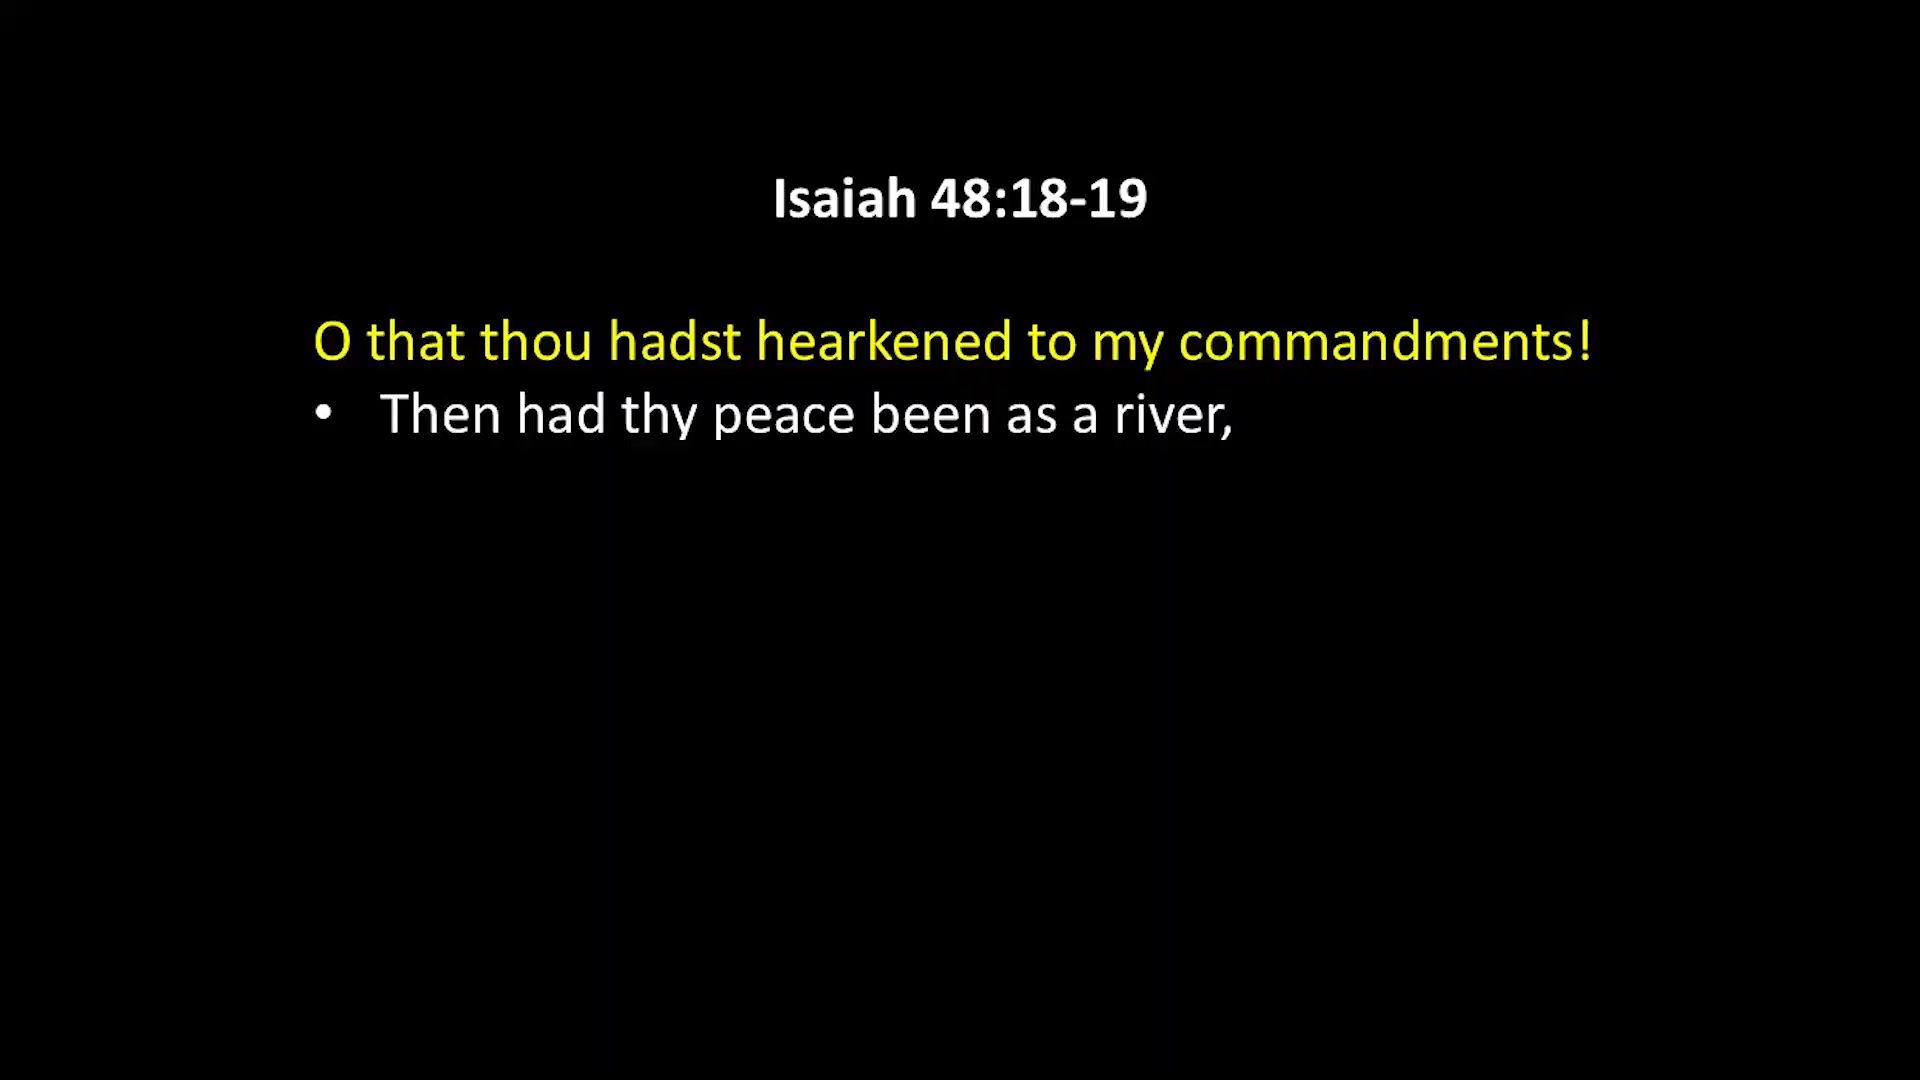 Isaiah 48:18-19
O that thou hadst hearkened to my commandments!
• Then had thy peace been as a river,